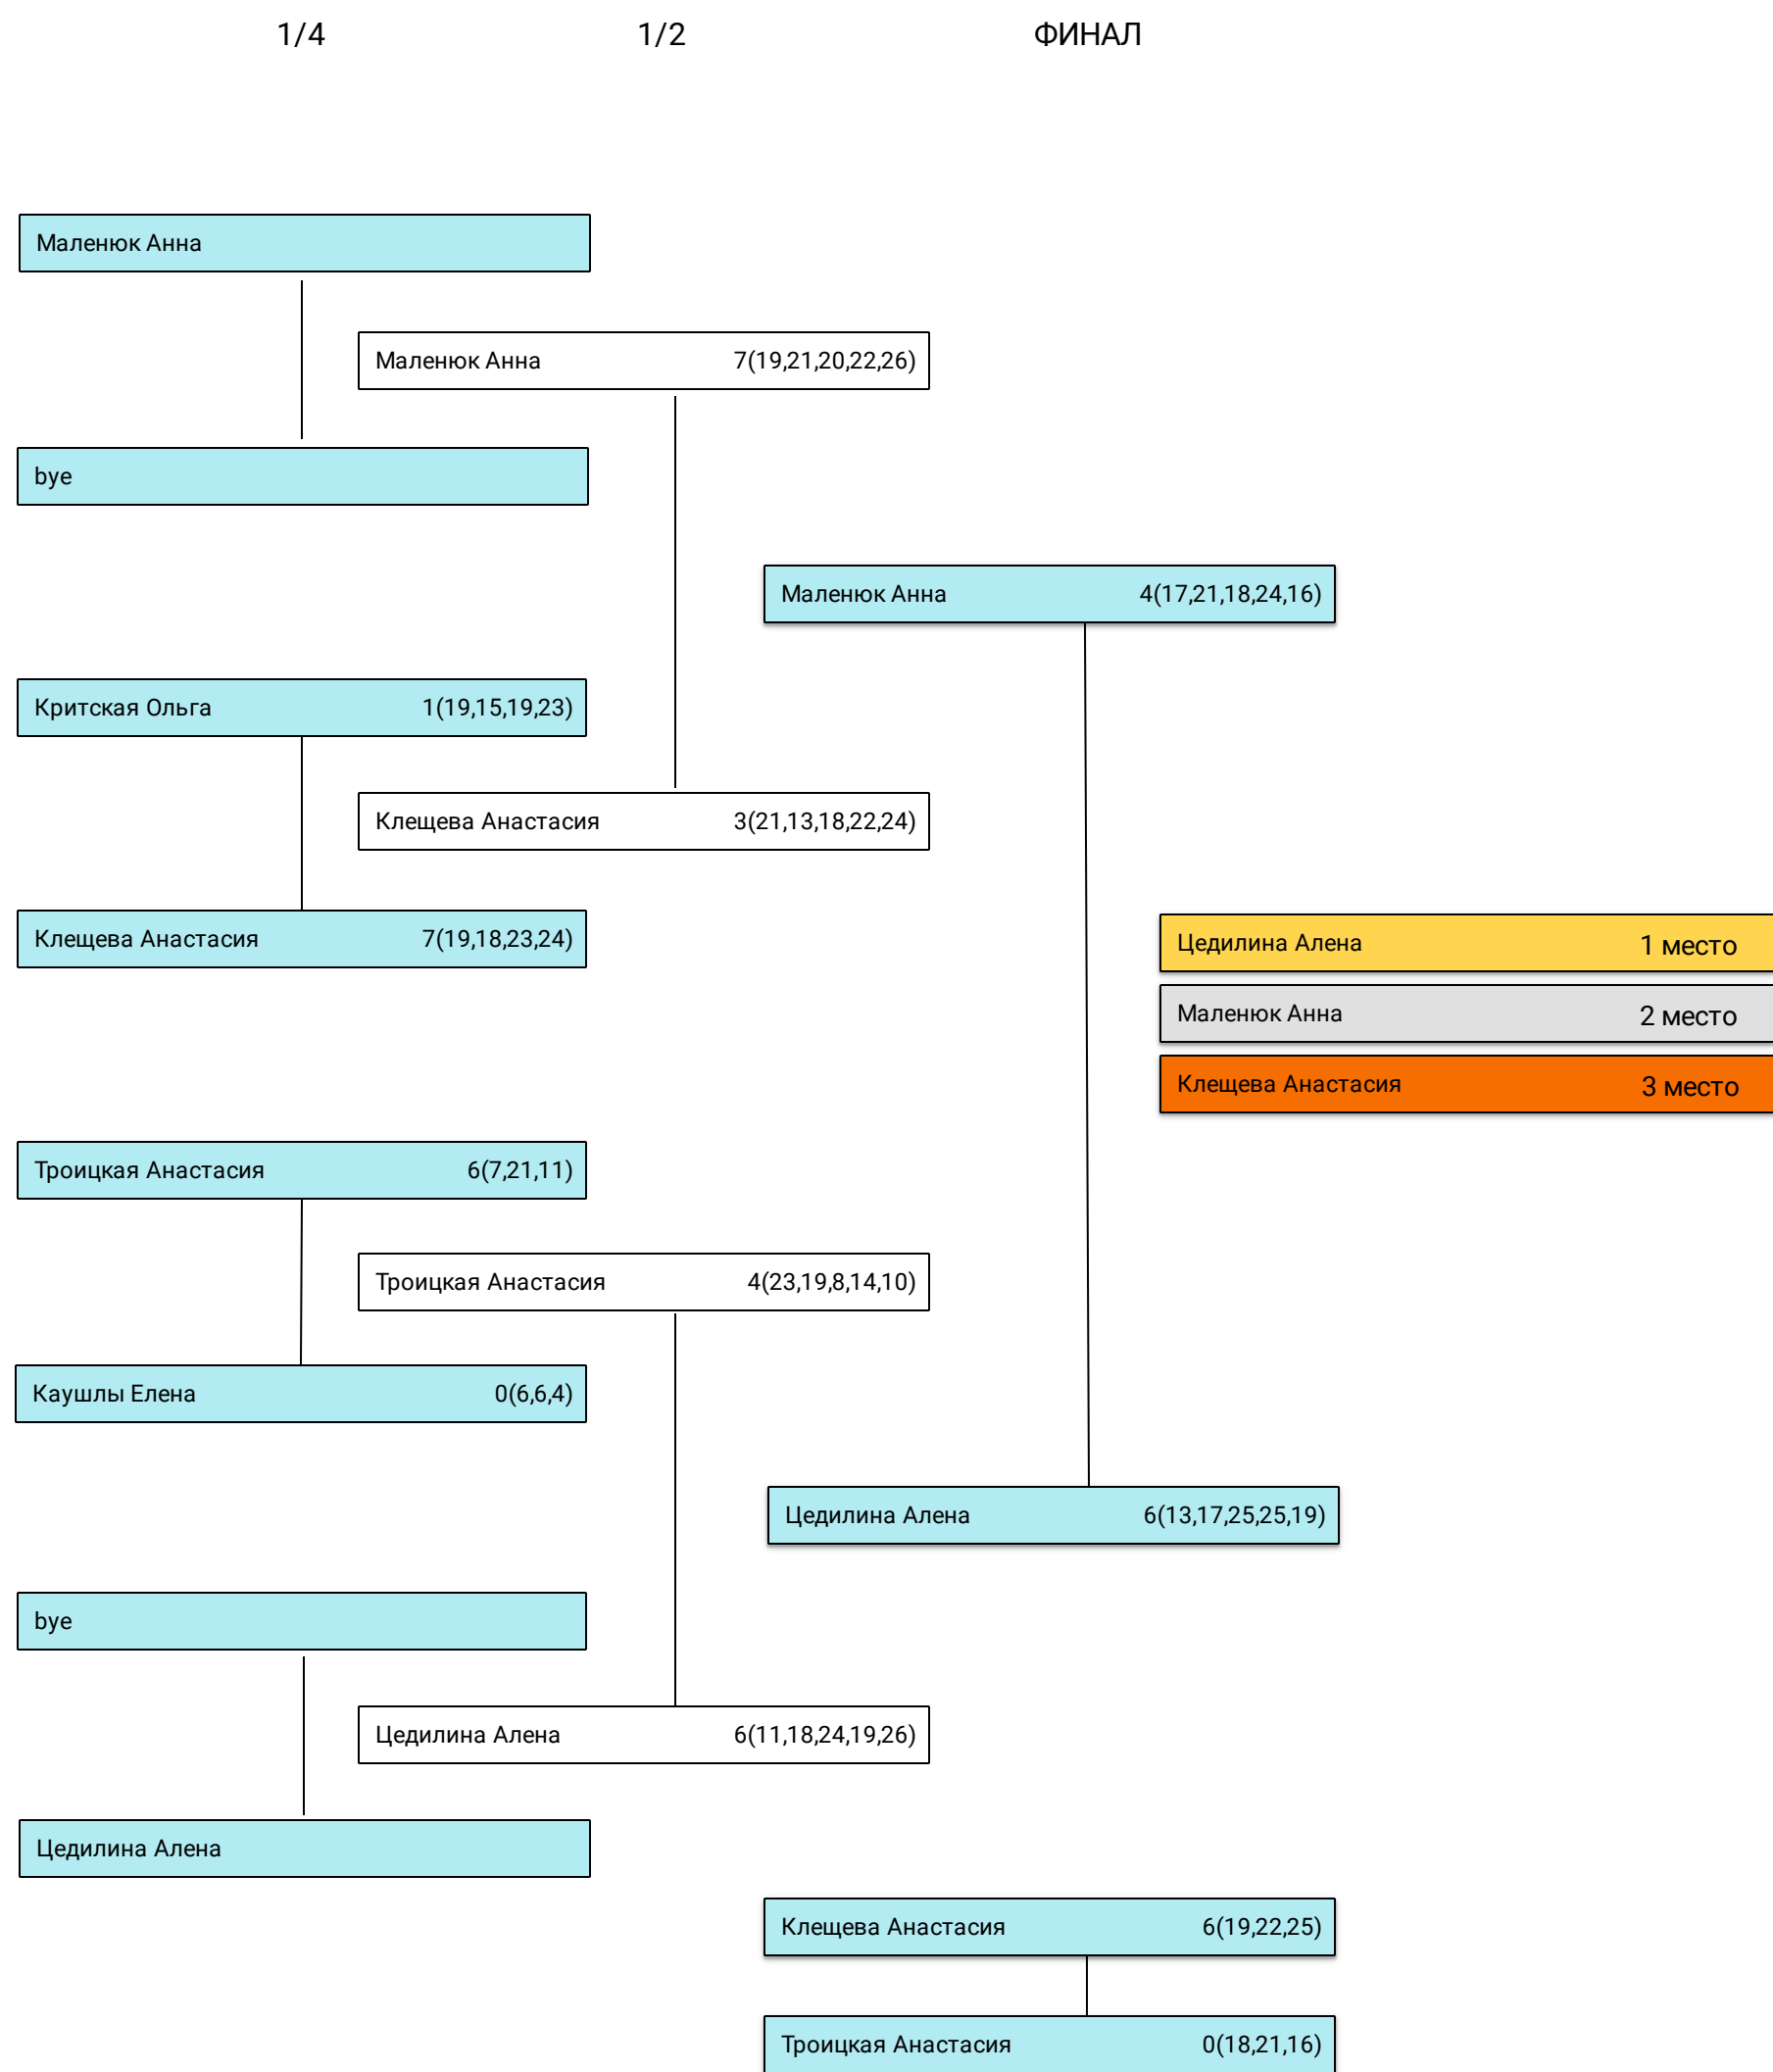 1/4 1/2 ФИНАЛ
Маленюк Анна
Маленюк Анна 7(19,21,20,22,26)
bye
Маленюк Анна 4(17,21,18,24,16)
Критская Ольга 1(19,15,19,23)
Клещева Анастасия 3(21,13,18,22,24)
Клещева Анастасия 7(19,18,23,24)
Цедилина Алена 1 место
Маленюк Анна 2 место
Клещева Анастасия 3 место
Троицкая Анастасия 6(7,21,11)
Троицкая Анастасия 4(23,19,8,14,10)
Каушлы Елена 0(6,6,4)
Цедилина Алена 6(13,17,25,25,19)
bye
Цедилина Алена 6(11,18,24,19,26)
Цедилина Алена
Клещева Анастасия 6(19,22,25)
Троицкая Анастасия 0(18,21,16)